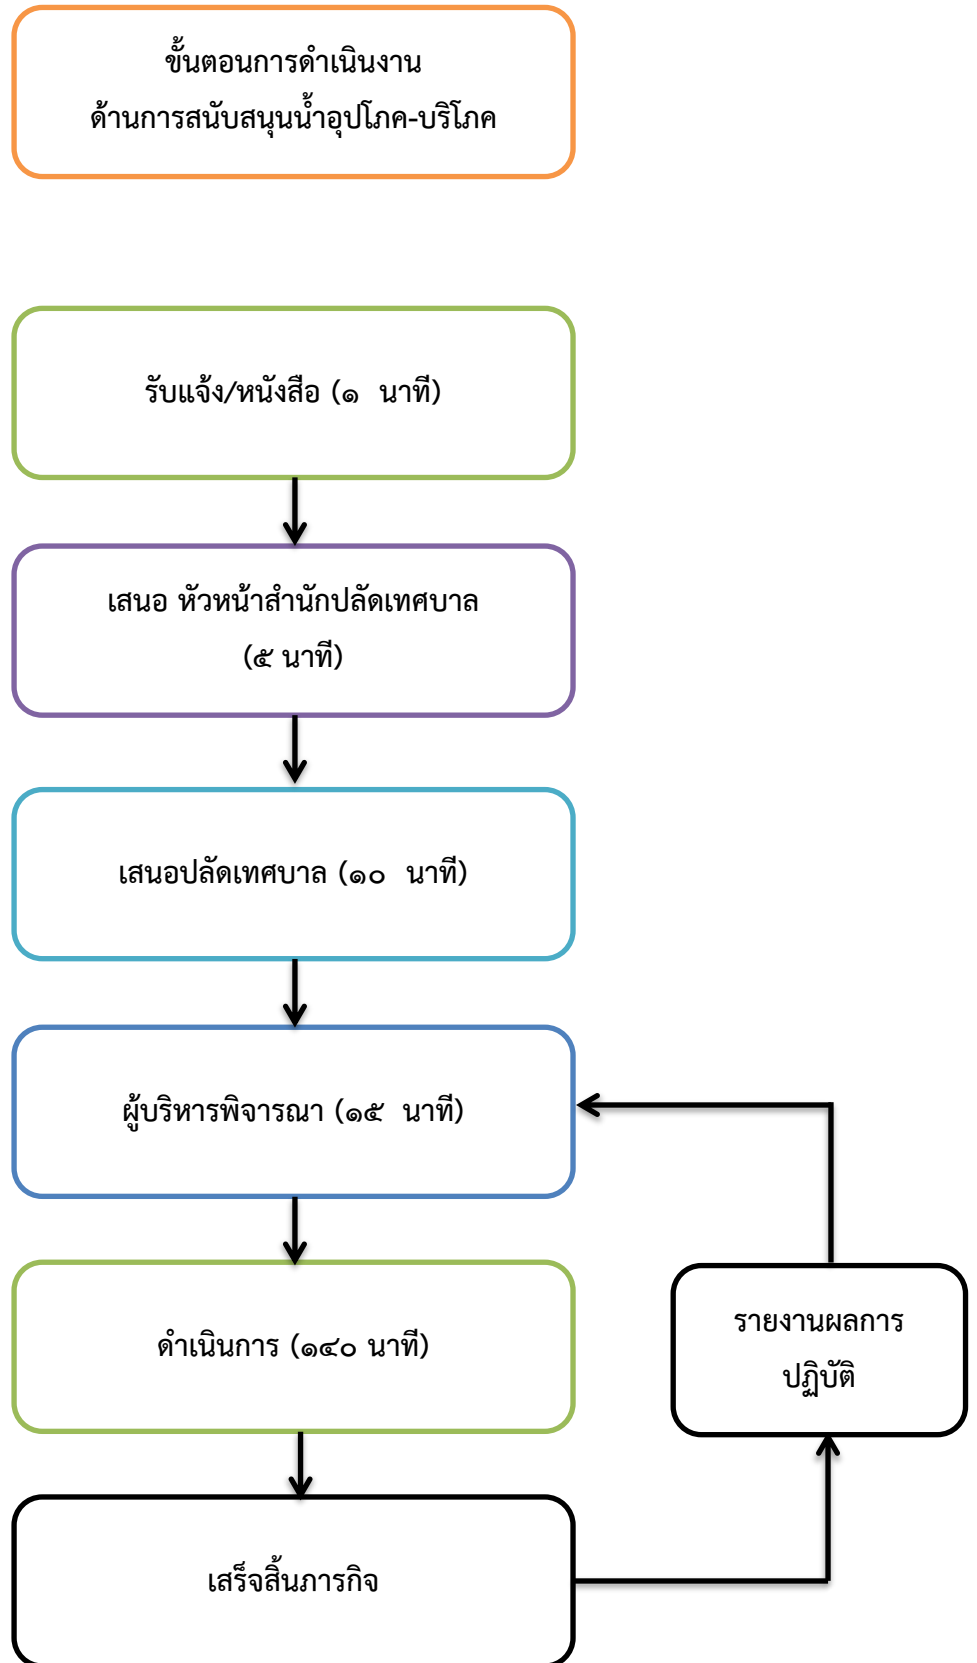 ขั้นตอนการดำเนินงาน
ด้านการสนับสนุนน้ำอุปโภค-บริโภค
รับแจ้ง/หนังสือ (๑ นาที)
เสนอ หัวหน้าสำนักปลัดเทศบาล
(๕ นาที)
เสนอปลัดเทศบาล (๑๐ นาที)
ผู้บริหารพิจารณา (๑๕ นาที)
ดำเนินการ (๑๔๐ นาที)
รายงานผลการ
ปฏิบัติ
เสร็จสิ้นภารกิจ